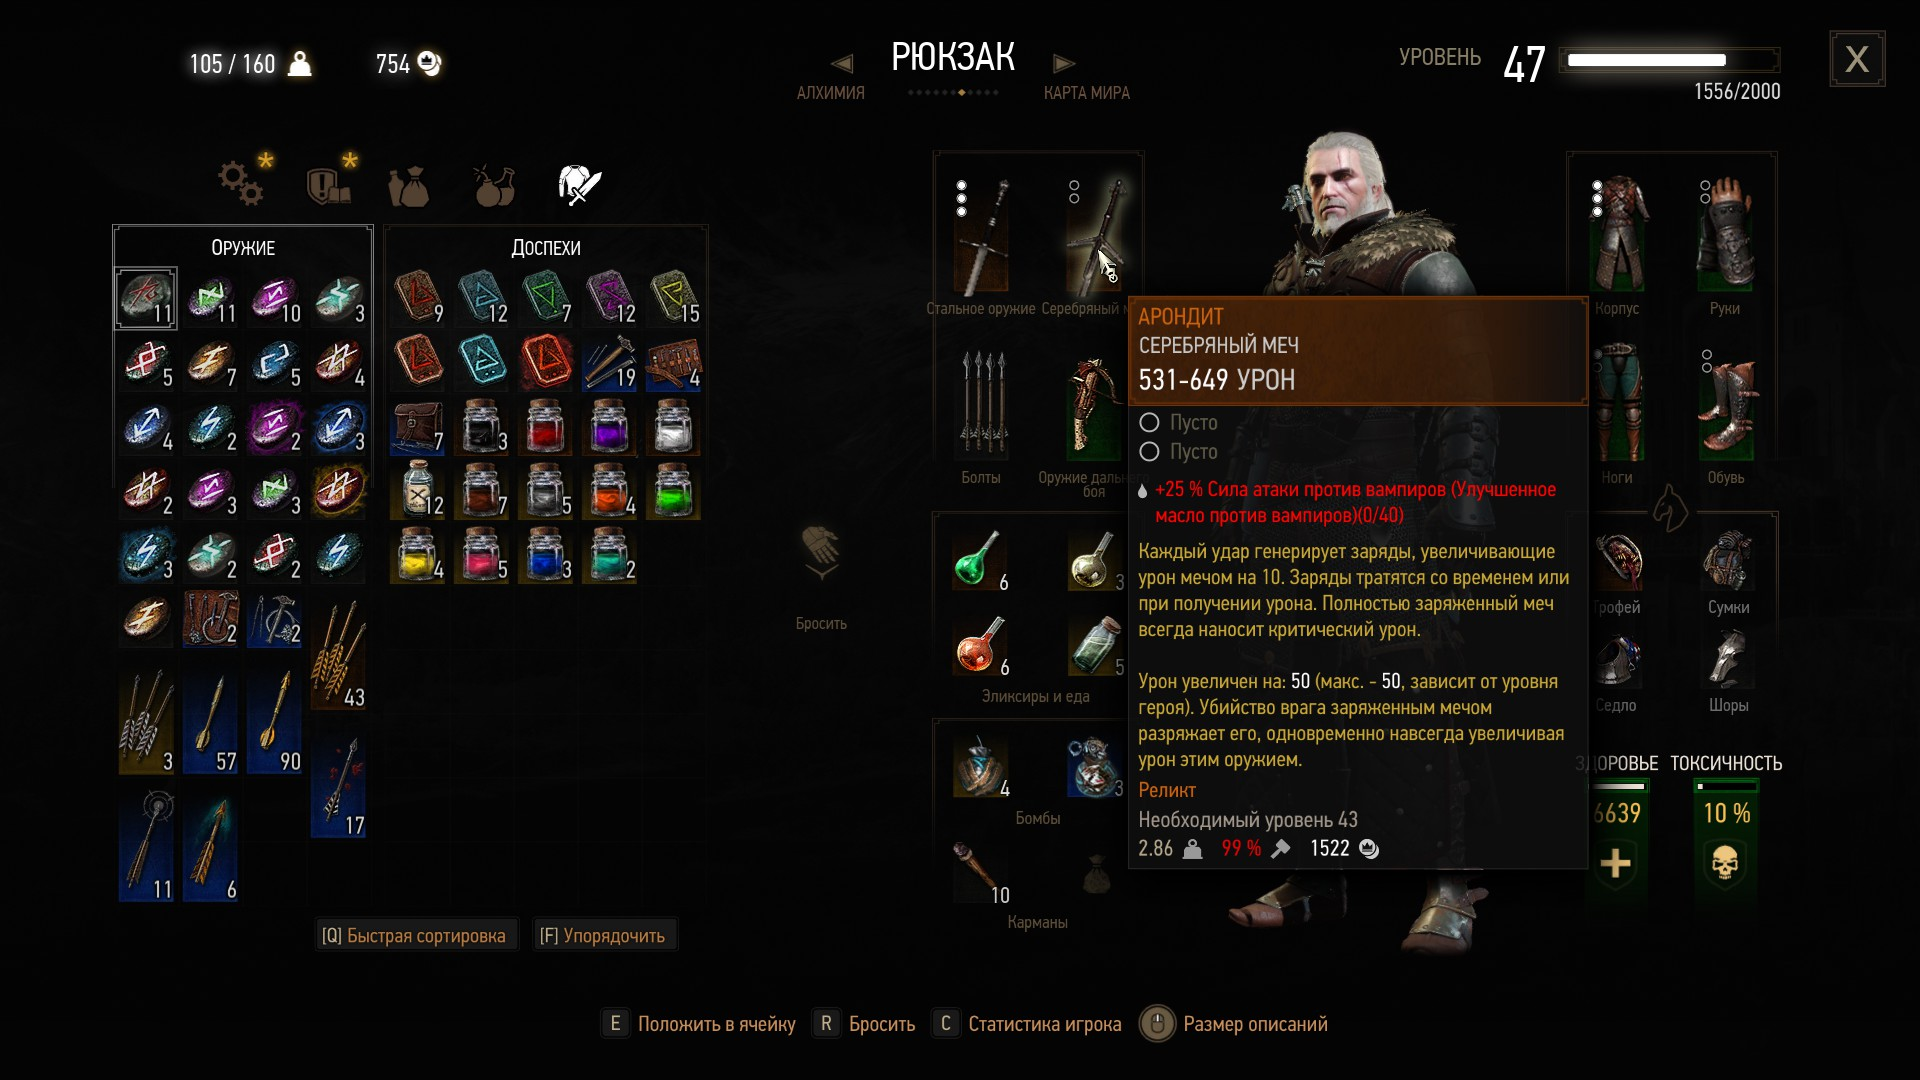 105 / 160
754
РЮКЗАК
АЛХИМИЯ
КАРТА МИРА
УРОВЕНЬ 47
1556/2000
X
ОРУЖИЕ
11 11 10 3
5 7 5 4
4 2 2 3
2 3 3
3 2 2
2 2
43
3 57 90
17
11 6
ДОСПЕХИ
9 12 7 12 15
19 4
7 3
12 7 5 4
4 5 3 2
[Q] Быстрая сортировка
[F] Упорядочить
Бросить
Стальное оружие
Серебряный
Болты
Оружие
боя
6 3
6 5
Эликсиры и еда
4 3
Бомбы
10
Карманы
АРОНДИТ
СЕРЕБРЯНЫЙ МЕЧ
531-649 УРОН
Пусто
Пусто
+25 % Сила атаки против вампиров (Улучшенное
масло против вампиров)(0/40)
Каждый удар генерирует заряды, увеличивающие
урон мечом на 10. Заряды тратятся со временем или
при получении урона. Полностью заряженный меч
всегда наносит критический урон.
Урон увеличен на: 50 (макс. - 50, зависит от уровня
героя). Убийство врага заряженным мечом
разряжает его, одновременно навсегда увеличивая
урон этим оружием.
Реликт
Необходимый уровень 43
2.86 99 % 1522
Корпус
Руки
Ноги
Обувь
Трофей
Сумки
Седло
Шоры
ЗДОРОВЬЕ
ТОКСИЧНОСТЬ
6639
10 %
E Положить в ячейку
R Бросить
C Статистика игрока
Размер описаний